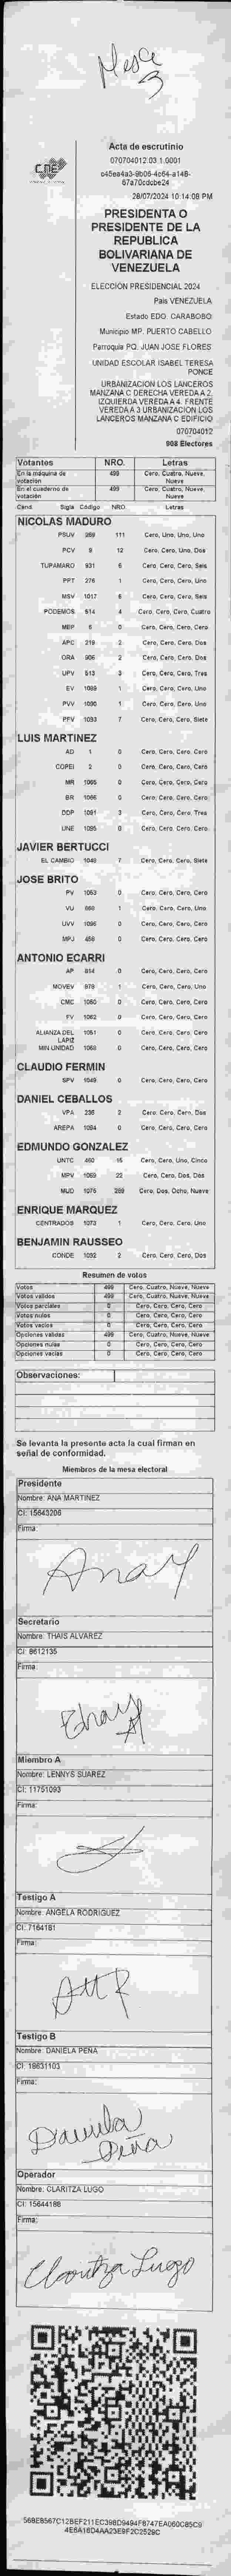 Mesa
3
CNE
Acta de escrutinio
070704012.03.1.0001
26/07/2024 10:14:08 PM
PRESIDENTA O
PRESIDENTE DE LA
REPUBLICA
BOLIVARIANA DE
VENEZUELA
ELECCIÓN PRESIDENCIAL 2024
País VENEZUELA
Estado EDO. CARABOBO
Municipio MP. PUERTO CABELLO
Parroquia PQ. JUAN JOSE FLORES
UNIDAD ESCOLAR ISABEL TERESA
PONCE
URBANIZACION LOS LANCEROS
MANZANA C DERECHA VEREDA A 2.
IZQUIERDA VEREDA A 4. FRENTE
VEREDA A 3 URBANIZACION LOS
LANCEROS MANZANA C EDIFICIO
070704012
908 Electores
Votantes NRO. Letras
En la máquina de votación 499 Cero, Cuatro, Nueve, Nueve
En el cuaderno de votación 499 Cero, Cuatro, Nueve, Nueve
Cand Sigla Código NRO. Letras
NICOLAS MADURO
PSUV 269 111 Cero, Uno, Uno, Uno
PCV 9 12 Cero, Cero, Uno, Dos
TUPAMARO 931 6 Cero, Cero, Cero, Seis
PPT 276 1 Cero, Cero, Cero, Uno
MSV 1017 6 Cero, Cero, Cero, Seis
PODEMOS 514 4 Cero, Cero, Cero, Cuatro
MEP 5 0 Cero, Cero, Cero, Cero
APC 219 2 Cero, Cero, Cero, Dos
ORA 906 2 Cero, Cero, Cero, Dos
UPV 513 3 Cero, Cero, Cero, Tres
EV 1089 1 Cero, Cero, Cero, Uno
PVV 1090 1 Cero, Cero, Cero, Uno
PFV 1093 7 Cero, Cero, Cero, Siete
LUIS MARTINEZ
AD 1 0 Cero, Cero, Cero, Cero
COPEI 2 0 Cero, Cero, Cero, Cero
MR 1005 0 Cero, Cero, Cero, Cero
BR 1066 0 Cero, Cero, Cero, Cero
DDP 1091 3 Cero, Cero, Cero, Tres
UNE 1095 0 Cero, Cero, Cero, Cero
JAVIER BERTUCCI
EL CAMBIO 1048 7 Cero, Cero, Cero, Siete
JOSE BRITO
PV 1053 0 Cero, Cero, Cero, Cero
VU 860 1 Cero, Cero, Cero, Uno
UVV 1096 0 Cero, Cero, Cero, Cero
MPJ 458 0 Cero, Cero, Cero, Cero
ANTONIO ECARRI
AP 814 0 Cero, Cero, Cero, Cero
MOVEV 979 1 Cero, Cero, Cero, Uno
CMC 1050 0 Cero, Cero, Cero, Cero
FV 1062 0 Cero, Cero, Cero, Cero
ALIANZA DEL LAPIZ 1051 0 Cero, Cero, Cero, Cero
MIN UNIDAD 1068 0 Cero, Cero, Cero, Cero
CLAUDIO FERMIN
SPV 1049 0 Cero, Cero, Cero, Cero
DANIEL CEBALLOS
VPA 236 2 Cero, Cero, Cero, Dos
AREPA 1094 0 Cero, Cero, Cero, Cero
EDMUNDO GONZALEZ
UNTC 460 15 Cero, Cero, Uno, Cinco
MPV 1069 22 Cero, Cero, Dos, Dos
MUD 1075 289 Cero, Dos, Ocho, Nueve
ENRIQUE MARQUEZ
CENTRADOS 1073 1 Cero, Cero, Cero, Uno
BENJAMIN RAUSSEO
CONDE 1092 2 Cero, Cero, Cero, Dos
Resumen de votos
Votos 499 Cero, Cuatro, Nueve, Nueve
Votos válidos 499 Cero, Cuatro, Nueve, Nueve
Votos parciales 0 Cero, Cero, Cero, Cero
Votos nulos 0 Cero, Cero, Cero, Cero
Votos vacíos 0 Cero, Cero, Cero, Cero
Opciones válidas 499 Cero, Cuatro, Nueve, Nueve
Opciones nulas 0 Cero, Cero, Cero, Cero
Opciones vacías 0 Cero, Cero, Cero, Cero
Observaciones:
Se levanta la presente acta la cual firman en
señal de conformidad.
Miembros de la mesa electoral
Presidente
Nombre: ANA MARTINEZ
CI: 15643206
Firma:
Secretario
Nombre: THAIS ALVAREZ
CI: 8612135
Firma:
Miembro A
Nombre: LENNYS SUAREZ
CI: 11751093
Firma:
Testigo A
Nombre: ANGELA RODRIGUEZ
CI: 7164181
Firma:
Testigo B
Nombre: DANIELA PEÑA
CI: 18631103
Firma:
Daniela
Peña
Operador
Nombre: CLARITZA LUGO
CI: 15644188
Firma:
Claritza Lugo